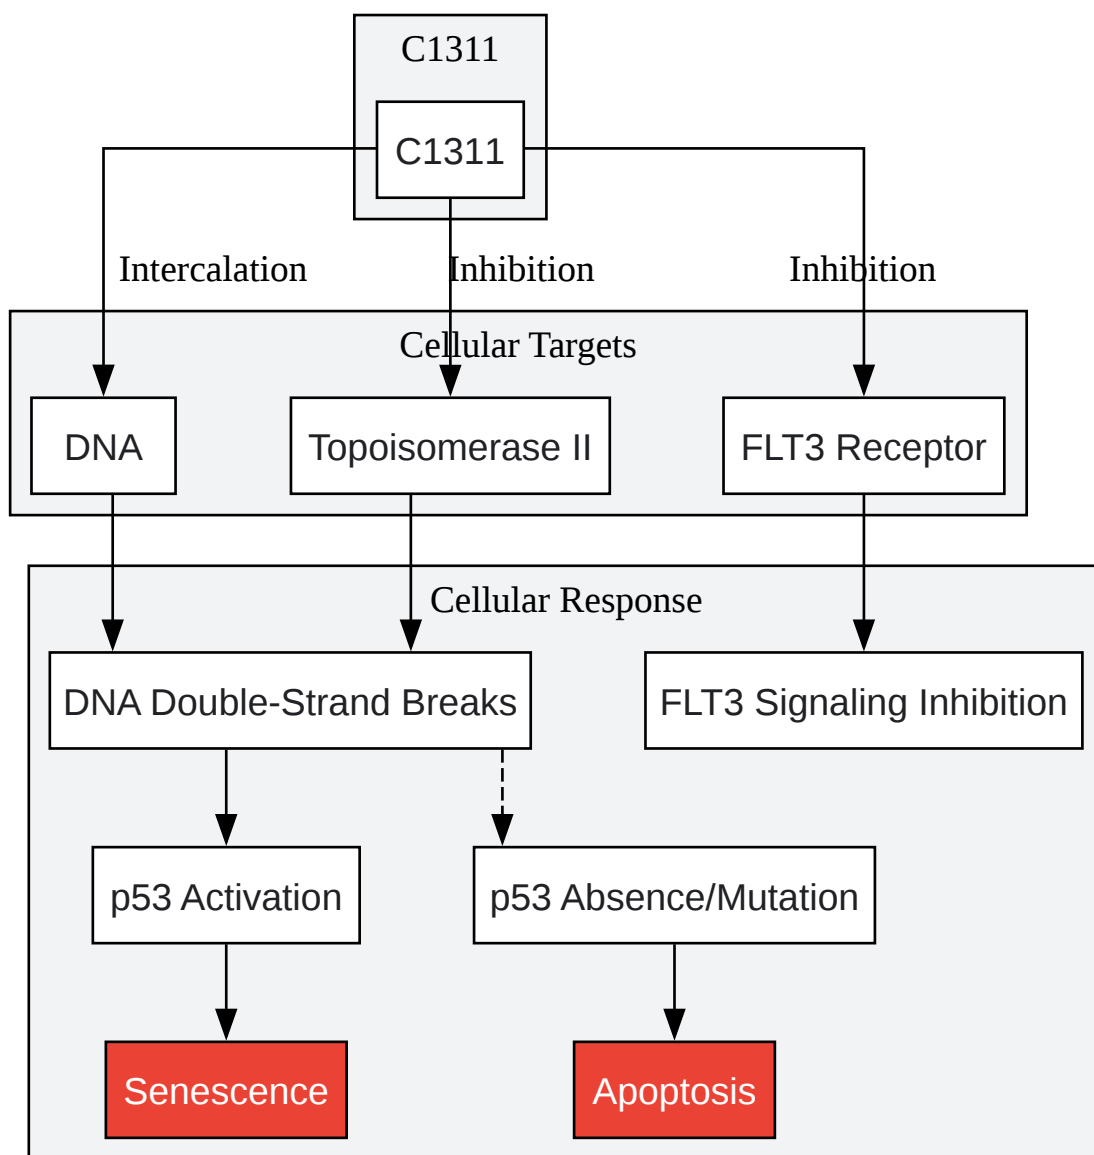 C1311
C1311
Intercalation
Inhibition
Inhibition
Cellular Targets
DNA
Topoisomerase II
FLT3 Receptor
Cellular Response
DNA Double-Strand Breaks
FLT3 Signaling Inhibition
p53 Activation
p53 Absence/Mutation
Senescence
Apoptosis